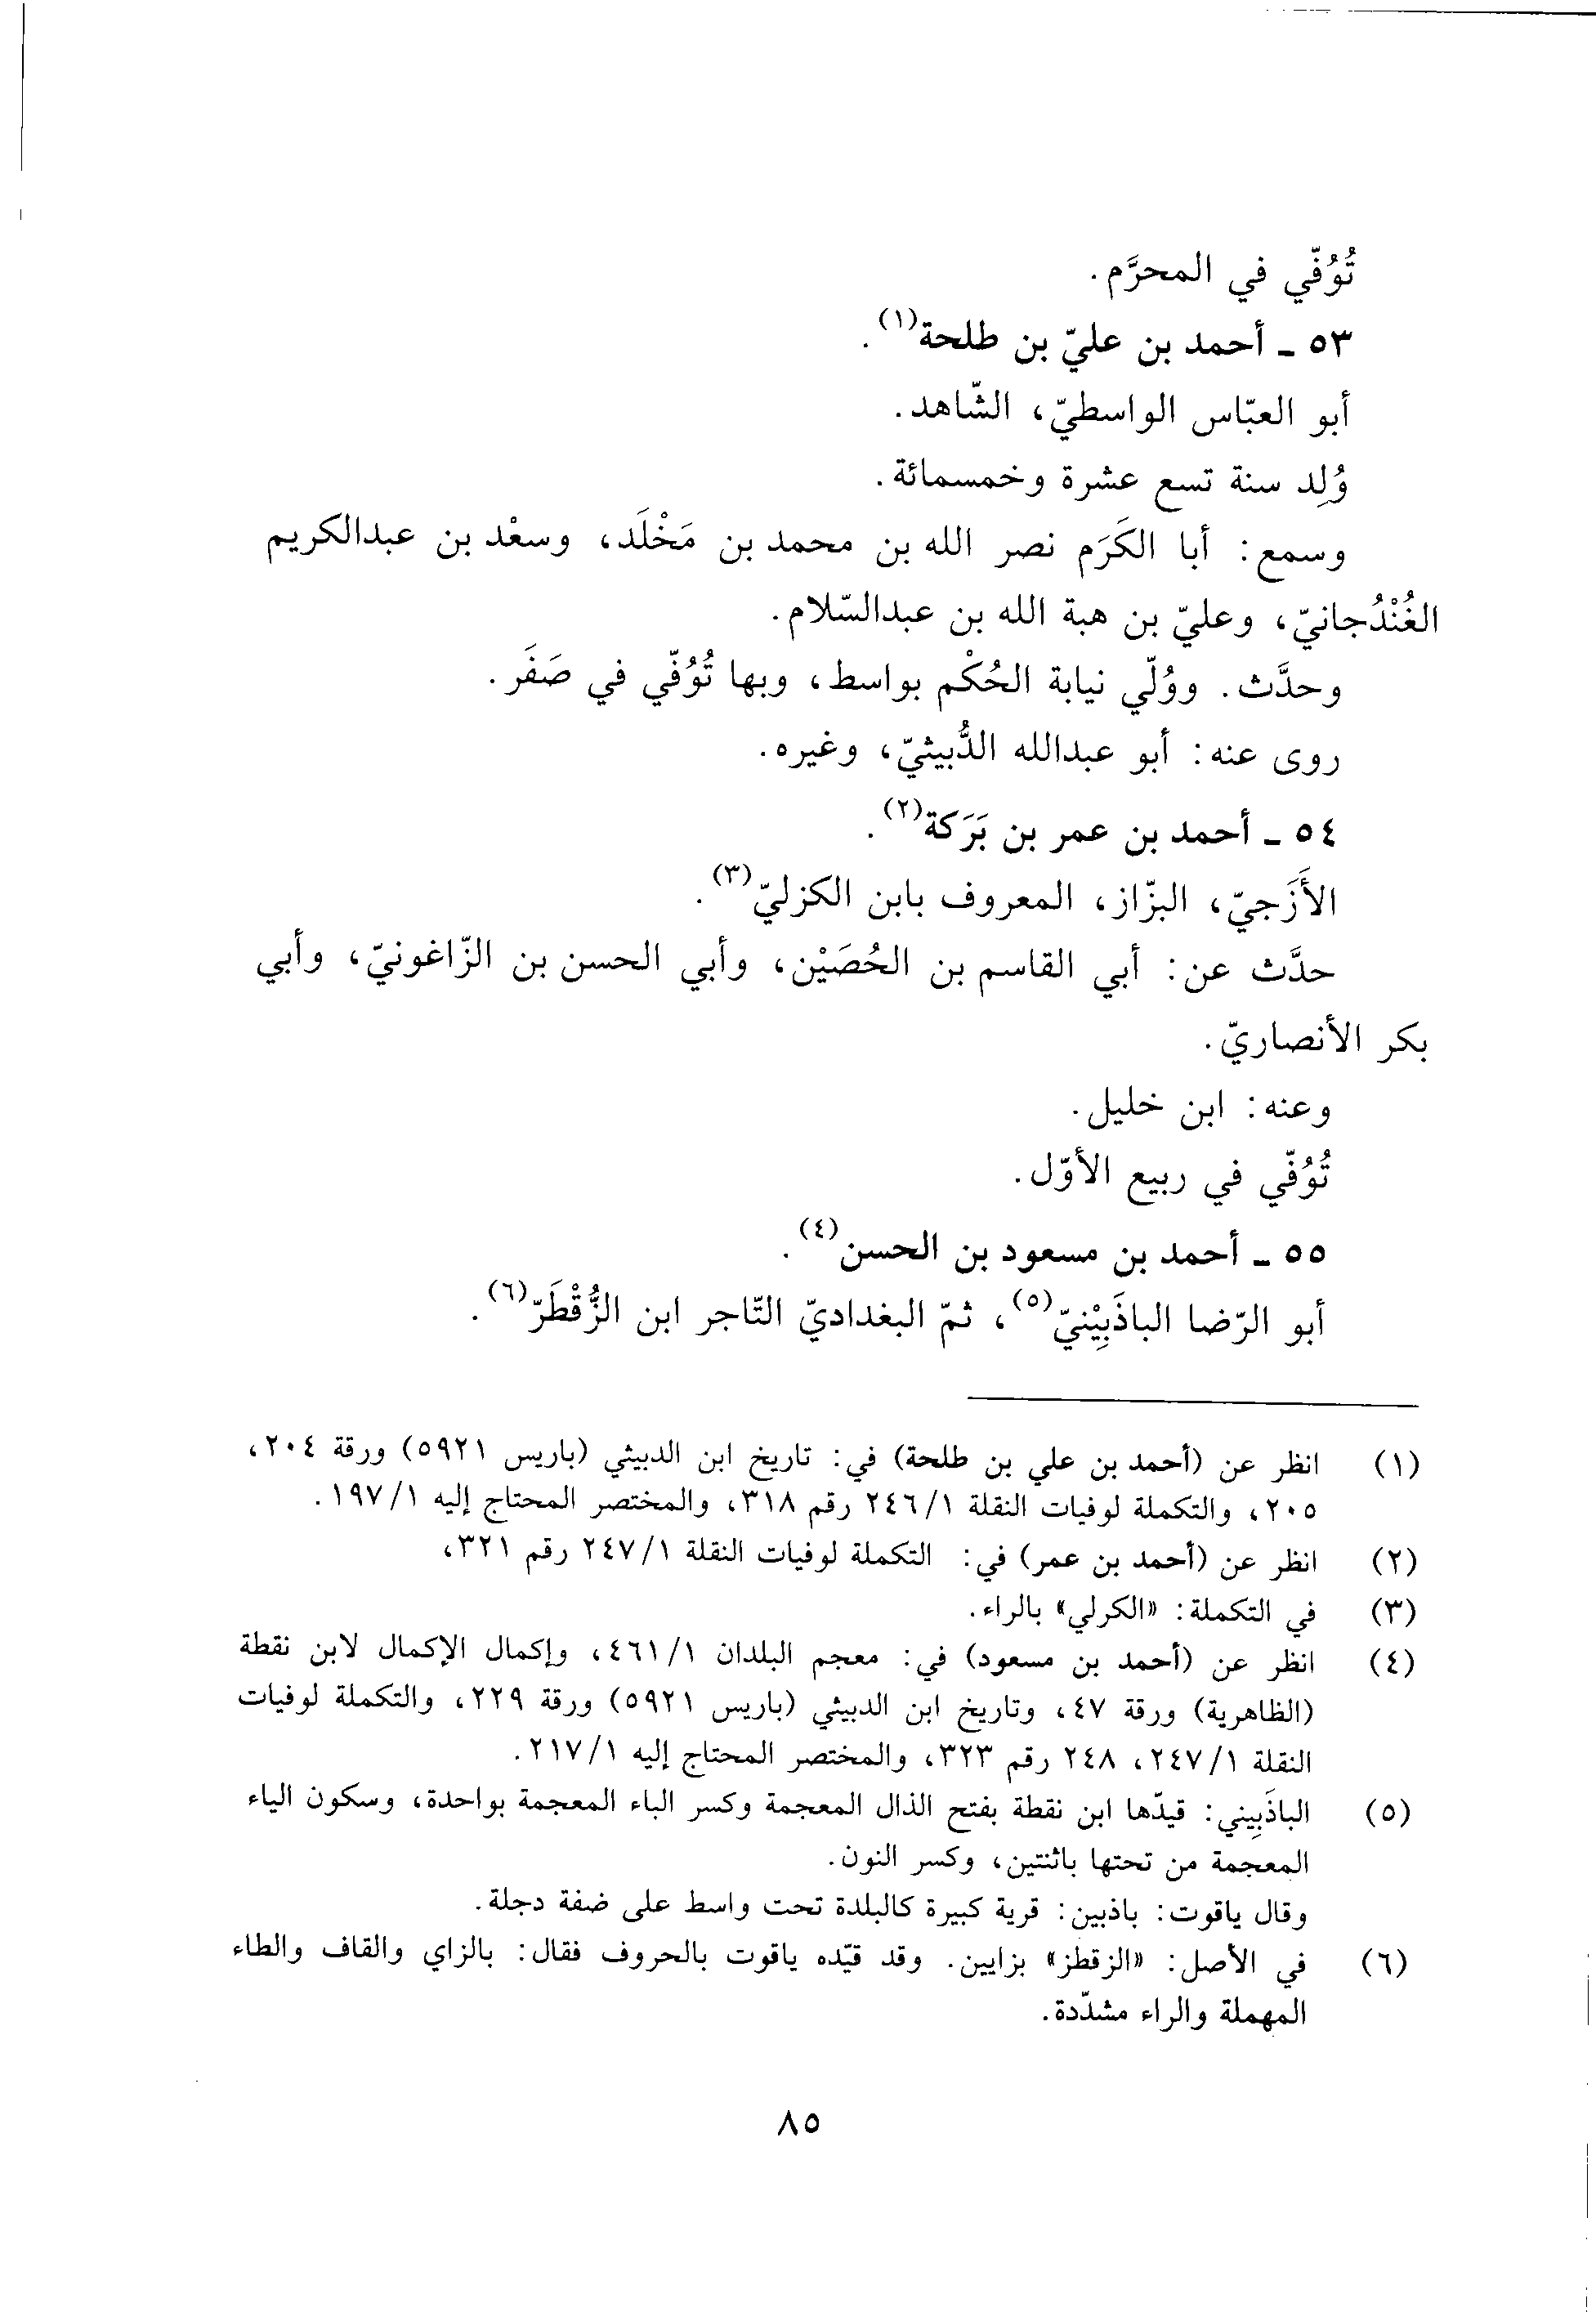 تُوُفّي في المحرَّم.
٥٣ ـ أحمد بن عليّ بن طلحة(١).
أبو العبّاس الواسطيّ، الشّاهد.
وُلِد سنة تسع عشرة وخمسمائة.
وسمع: أبا الكَرَم نصر الله بن محمد بن مَخْلَد، وسعْد بن عبدالكريم
الغُنْدُجانيّ، وعليّ بن هبة الله بن عبدالسّلام.
وحدَّث. ووُلّي نيابة الحُكْم بواسط، وبها تُوُفّي في صَفَر.
روى عنه: أبو عبدالله الدُّبيثيّ، وغيره.
٥٤ ـ أحمد بن عمر بن بَرَكة(٢).
الأَزَجيّ، البزّاز، المعروف بابن الكزليّ(٣).
حدَّث عن: أبي القاسم بن الحُصَيْن، وأبي الحسن بن الزّاغونيّ، وأبي
بكر الأنصاريّ.
وعنه: ابن خليل.
تُوُفّي في ربيع الأوّل.
٥٥ ـ أحمد بن مسعود بن الحسن(٤).
أبو الرّضا الباذَبِيْنيّ(٥)، ثمّ البغداديّ التّاجر ابن الزُّقْطَرّ(٦).
(١) انظر عن (أحمد بن علي بن طلحة) في: تاريخ ابن الدبيثي (باريس ٥٩٢١) ورقة ٢٠٤،
٢٠٥، والتكملة لوفيات النقلة ٢٤٦/١ رقم ٣١٨، والمختصر المحتاج إليه ١٩٧/١.
(٢) انظر عن (أحمد بن عمر) في: التكملة لوفيات النقلة ٢٤٧/١ رقم ٣٢١،
(٣) في التكملة: «الكرلي» بالراء.
(٤) انظر عن (أحمد بن مسعود) في: معجم البلدان ٤٦١/١، وإكمال الإكمال لابن نقطة
(الظاهرية) ورقة ٤٧، وتاريخ ابن الدبيثي (باريس ٥٩٢١) ورقة ٢٢٩، والتكملة لوفيات
النقلة ٢٤٧/١، ٢٤٨ رقم ٣٢٣، والمختصر المحتاج إليه ٢١٧/١.
(٥) الباذَبِيني: قيدّها ابن نقطة بفتح الذال المعجمة وكسر الباء المعجمة بواحدة، وسكون الياء
المعجمة من تحتها باثنتين، وكسر النون.
وقال ياقوت: باذبين: قرية كبيرة كالبلدة تحت واسط على ضفة دجلة.
(٦) في الأصل: «الزقطز» بزايين. وقد قيّده ياقوت بالحروف فقال: بالزاي والقاف والطاء
المهملة والراء مشدّدة.
٨٥